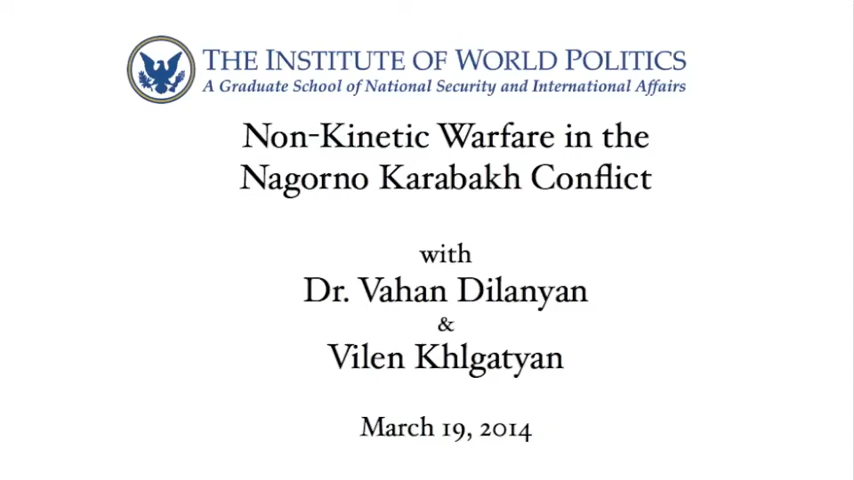 THE INSTITUTE OF WORLD POLITICS
A Graduate School of National Security and International Affairs
Non-Kinetic Warfare in the
Nagorno Karabakh Conflict
with
Dr. Vahan Dilanyan
&
Vilen Khlgatyan
March 19, 2014